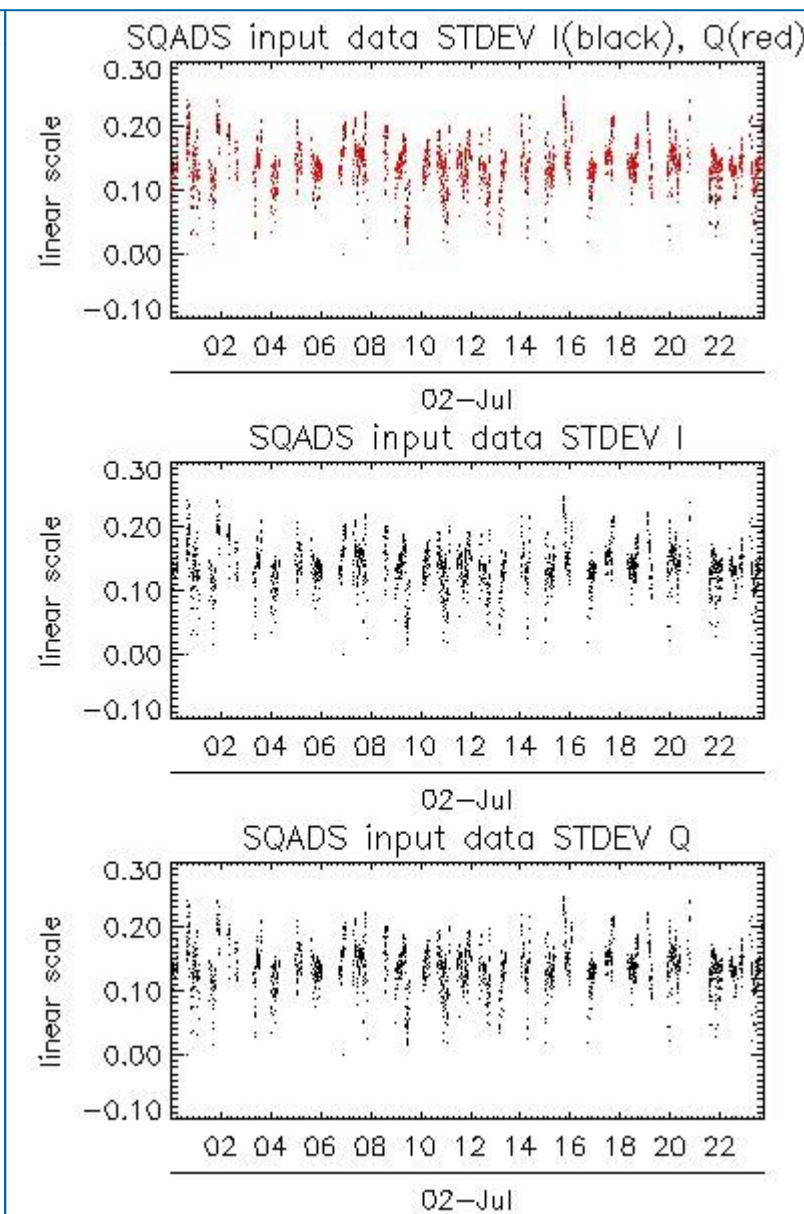 SQADS input data STDEV I(black), Q(red)
0.30
0.20
0.10
0.00
−0.10
linear scale
02 04 06 08 10 12 14 16 18 20 22
02−Jul
SQADS input data STDEV I
0.30
0.20
0.10
0.00
−0.10
linear scale
02 04 06 08 10 12 14 16 18 20 22
02−Jul
SQADS input data STDEV Q
0.30
0.20
0.10
0.00
−0.10
linear scale
02 04 06 08 10 12 14 16 18 20 22
02−Jul